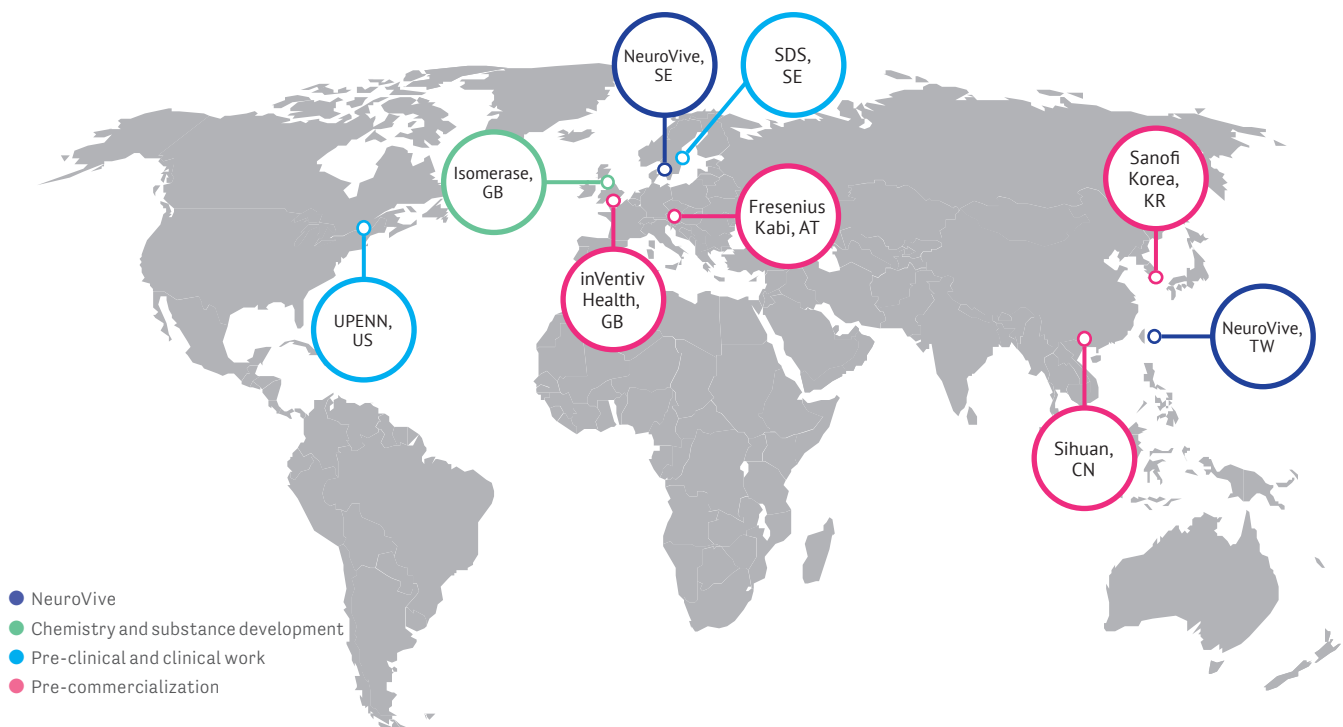 NeuroVive,
SE
SDS,
SE
Isomerase,
GB
Sanofi
Korea,
KR
Fresenius
Kabi, AT
inVentiv
Health,
GB
UPENN,
US
NeuroVive,
TW
Sihuan,
CN
NeuroVive
Chemistry and substance development
Pre-clinical and clinical work
Pre-commercialization